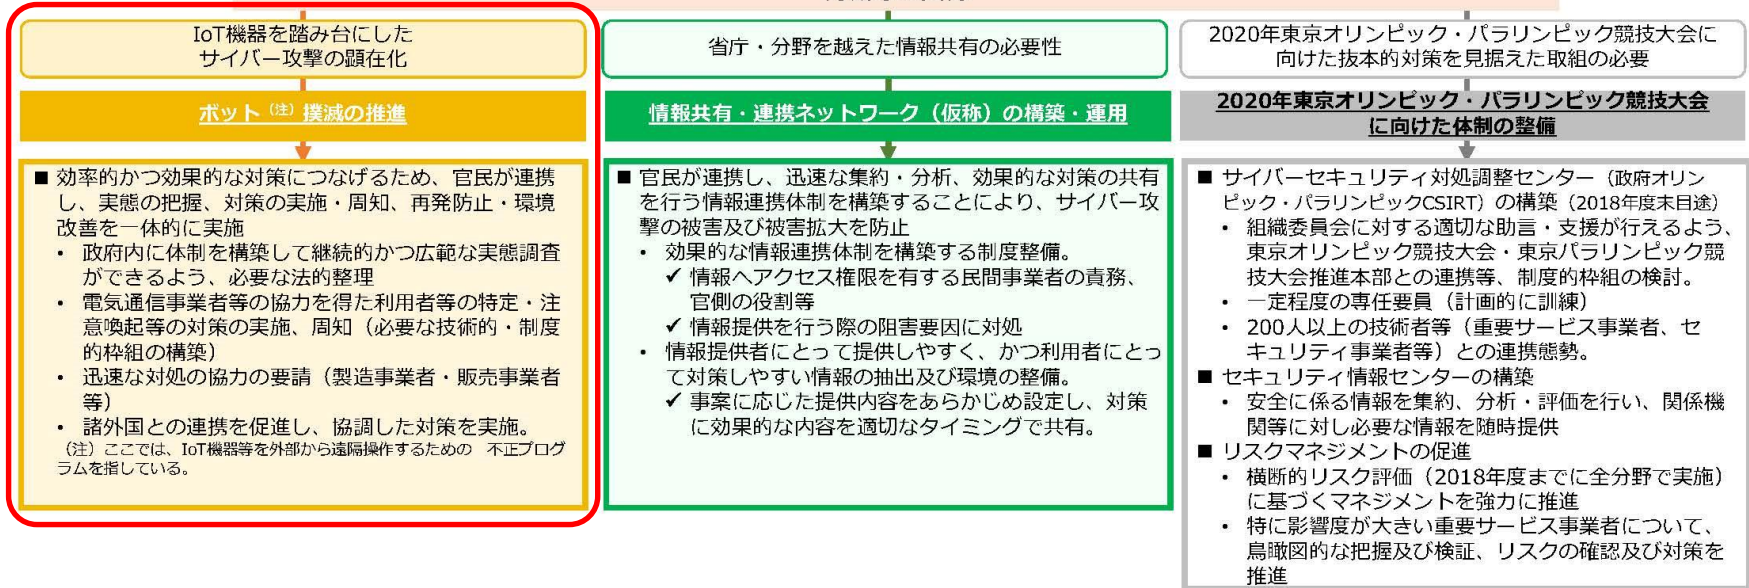 IoT機器を踏み台にした
サイバー攻撃の顕在化
ボット（注）撲滅の推進
■ 効率的かつ効果的な対策につなげるため、官民が連携
し、実態の把握、対策の実施・周知、再発防止・環境
改善を一体的に実施
• 政府内に体制を構築して継続的かつ広範な実態調査
ができるよう、必要な法的整理
• 電気通信事業者等の協力を得た利用者等の特定・注
意喚起等の対策の実施、周知（必要な技術的・制度
的枠組の構築）
• 迅速な対処の協力の要請（製造事業者・販売事業者
等）
• 諸外国との連携を促進し、協調した対策を実施。
（注）ここでは、IoT機器等を外部から遠隔操作するための 不正プログ
ラムを指している。
省庁・分野を越えた情報共有の必要性
情報共有・連携ネットワーク（仮称）の構築・運用
■ 官民が連携し、迅速な集約・分析、効果的な対策の共有
を行う情報連携体制を構築することにより、サイバー攻
撃の被害及び被害拡大を防止
• 効果的な情報連携体制を構築する制度整備。
✓ 情報へアクセス権限を有する民間事業者の責務、
官側の役割等
✓ 情報提供を行う際の阻害要因に対処
• 情報提供者にとって提供しやすく、かつ利用者にとっ
て対策しやすい情報の抽出及び環境の整備。
✓ 事案に応じた提供内容をあらかじめ設定し、対策
に効果的な内容を適切なタイミングで共有。
2020年東京オリンピック・パラリンピック競技大会に
向けた抜本的対策を見据えた取組の必要
2020年東京オリンピック・パラリンピック競技大会
に向けた体制の整備
■ サイバーセキュリティ対処調整センター（政府オリン
ピック・パラリンピックCSIRT）の構築（2018年度末目途）
• 組織委員会に対する適切な助言・支援が行えるよう、
東京オリンピック競技大会・東京パラリンピック競
技大会推進本部との連携等、制度的枠組の検討。
• 一定程度の専任要員（計画的に訓練）
• 200人以上の技術者等（重要サービス事業者、セ
キュリティ事業者等）との連携態勢。
■ セキュリティ情報センターの構築
• 安全に係る情報を集約、分析・評価を行い、関係機
関等に対し必要な情報を随時提供
■ リスクマネジメントの促進
• 横断的リスク評価（2018年度までに全分野で実施）
に基づくマネジメントを強力に推進
• 特に影響度が大きい重要サービス事業者について、
鳥瞰図的な把握及び検証、リスクの確認及び対策を
推進